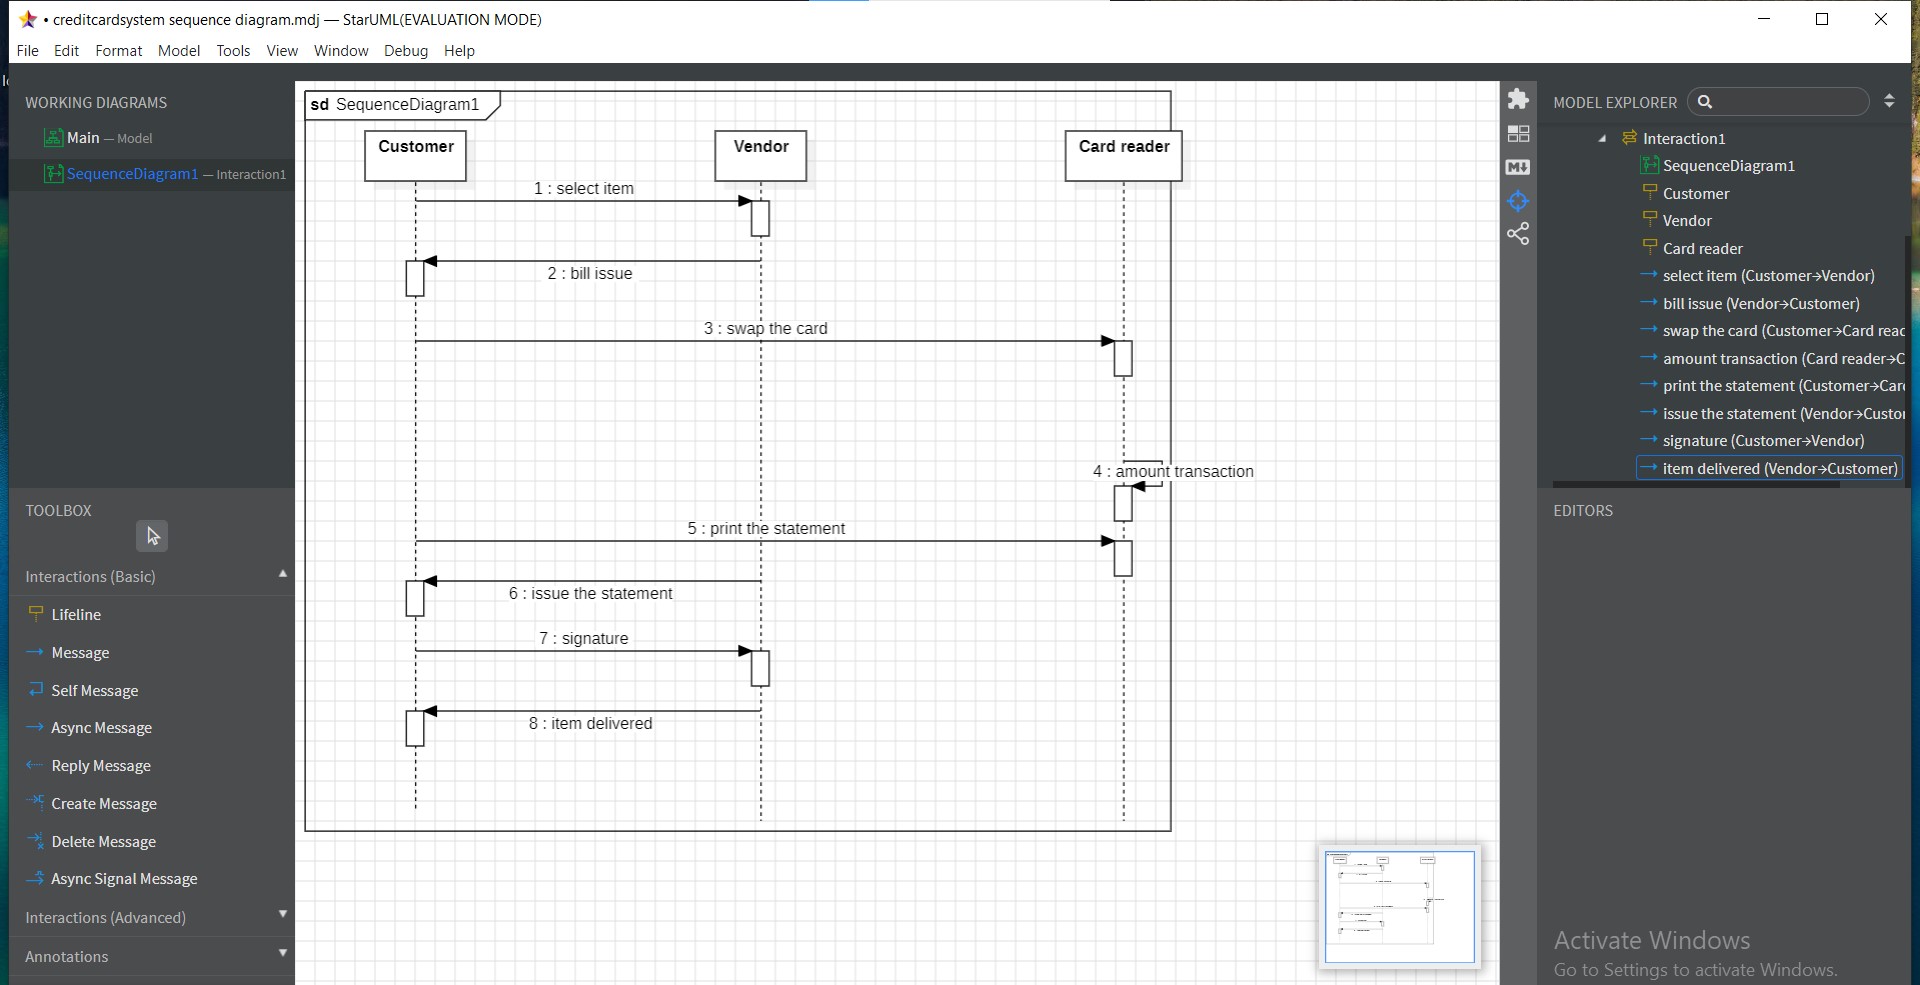 • creditcardsystem sequence diagram.mdj — StarUML(EVALUATION MODE)
File Edit Format Model Tools View Window Debug Help
WORKING DIAGRAMS
Main — Model
SequenceDiagram1 — Interaction1
TOOLBOX
Interactions (Basic)
Lifeline
Message
Self Message
Async Message
Reply Message
Create Message
Delete Message
Async Signal Message
Interactions (Advanced)
Annotations
sd SequenceDiagram1
Customer Vendor Card reader
1 : select item
2 : bill issue
3 : swap the card
4 : amount transaction
5 : print the statement
6 : issue the statement
7 : signature
8 : item delivered
MODEL EXPLORER
Interaction1
SequenceDiagram1
Customer
Vendor
Card reader
select item (Customer→Vendor)
bill issue (Vendor→Customer)
swap the card (Customer→Card reac
amount transaction (Card reader→C
print the statement (Customer→Car
issue the statement (Vendor→Custo
signature (Customer→Vendor)
item delivered (Vendor→Customer)
EDITORS
Activate Windows
Go to Settings to activate Windows.